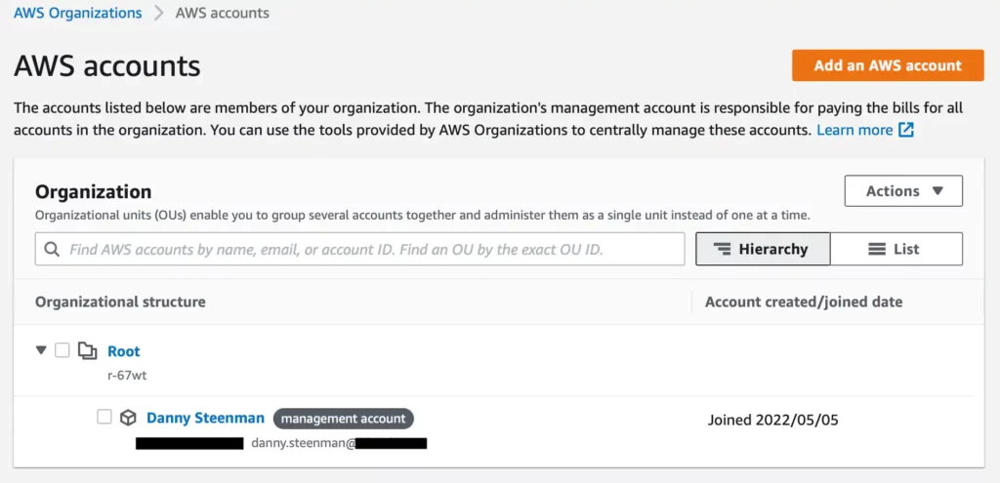 AWS Organizations > AWS accounts
AWS accounts
Add an AWS account
The accounts listed below are members of your organization. The organization's management account is responsible for paying the bills for all
accounts in the organization. You can use the tools provided by AWS Organizations to centrally manage these accounts. Learn more
Organization
Actions
Organizational units (OUs) enable you to group several accounts together and administer them as a single unit instead of one at a time.
Find AWS accounts by name, email, or account ID. Find an OU by the exact OU ID.
Hierarchy
List
Organizational structure
Account created/joined date
Root
r-67wt
Danny Steenman management account
Joined 2022/05/05
danny.steenman@